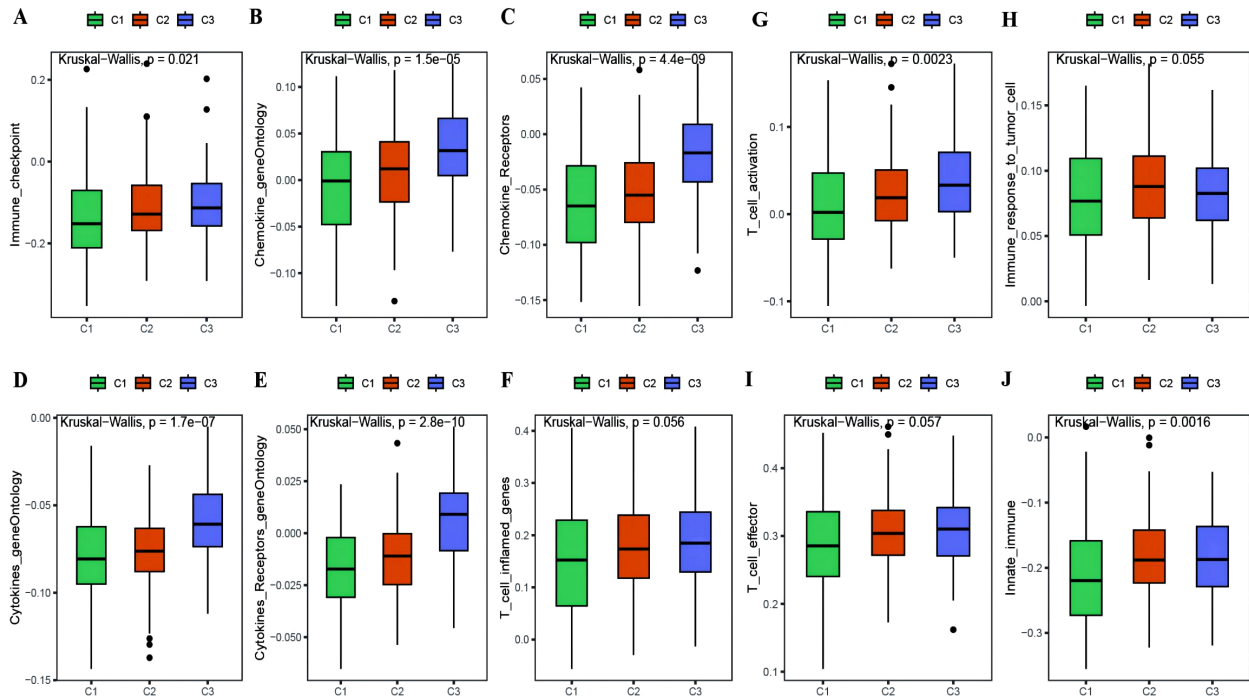 A
C1 C2 C3
Kruskal−Wallis, p = 0.021
Immune_checkpoint
0.2
0.0
−0.2
C1 C2 C3
B
C1 C2 C3
Kruskal−Wallis, p = 1.5e−05
Chemokine_geneOntology
0.10
0.05
0.00
−0.05
−0.10
C1 C2 C3
C
C1 C2 C3
Kruskal−Wallis, p = 4.4e−09
Chemokine_Receptors
0.05
0.00
−0.05
−0.10
−0.15
C1 C2 C3
G
C1 C2 C3
Kruskal−Wallis, p = 0.0023
T_cell_activation
0.1
0.0
−0.1
C1 C2 C3
H
C1 C2 C3
Kruskal−Wallis, p = 0.055
Immune_response_to_tumor_cell
0.15
0.10
0.05
0.00
C1 C2 C3
D
C1 C2 C3
Kruskal−Wallis, p = 1.7e−07
Cytokines_geneOntology
0.00
−0.05
−0.10
−0.15
C1 C2 C3
E
C1 C2 C3
Kruskal−Wallis, p = 2.8e−10
Cytokines_Receptors_geneOntology
0.050
0.025
0.000
−0.025
−0.050
C1 C2 C3
F
C1 C2 C3
Kruskal−Wallis, p = 0.056
T_cell_inflamed_genes
0.4
0.3
0.2
0.1
0.0
C1 C2 C3
I
C1 C2 C3
Kruskal−Wallis, p = 0.057
T_cell_effector
0.4
0.3
0.2
0.1
C1 C2 C3
J
C1 C2 C3
Kruskal−Wallis, p = 0.0016
Innate_immune
0.0
−0.1
−0.2
−0.3
C1 C2 C3